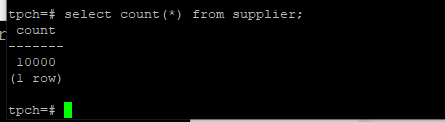 tpch=# select count(*) from supplier;
count
-------
10000
(1 row)
tpch=#